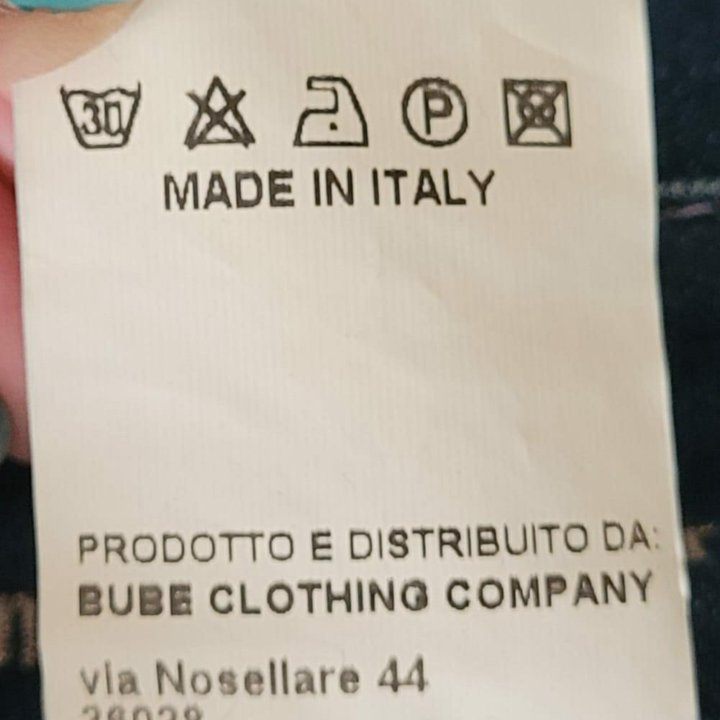 30 P
MADE IN ITALY
PRODOTTO E DISTRIBUITO DA:
BUBE CLOTHING COMPANY
via Nosellare 44